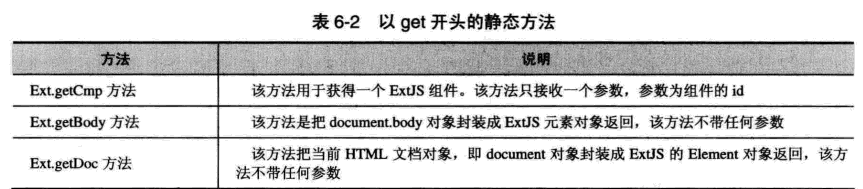 表 6-2 以 get 开头的静态方法
方法 说明
Ext.getCmp 方法 该方法用于获得一个 ExtJS 组件。该方法只接收一个参数，参数为组件的 id
Ext.getBody 方法 该方法是把 document.body 对象封装成 ExtJS 元素对象返回，该方法不带任何参数
Ext.getDoc 方法 该方法把当前 HTML 文档对象，即 document 对象封装成 ExtJS 的 Element 对象返回，该方
法不带任何参数